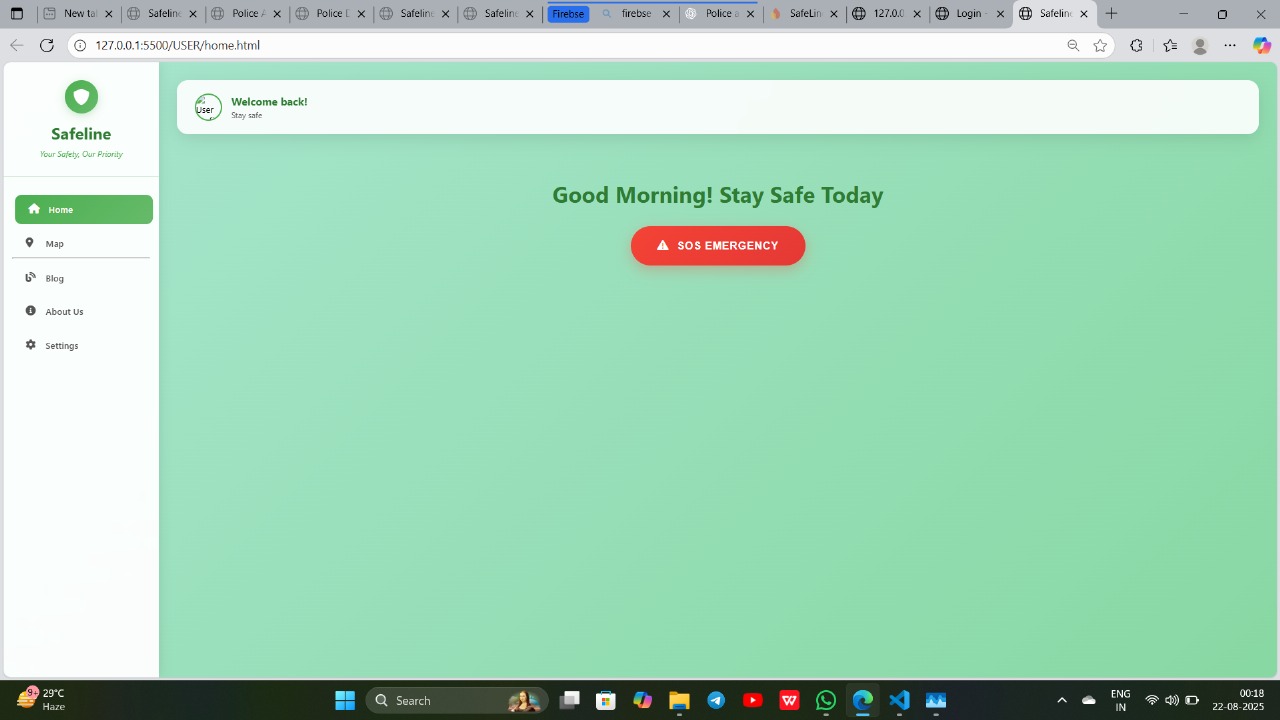 New ta
Safeline
Police A
Police D
Safeline
Safeline
Firebse
firebse
Police a
SafeLin
127.0.0
Login
Safeline
127.0.0.1:5500/USER/home.html
Safeline
Your Safety, Our Priority
Home
Map
Blog
About Us
Settings
User
Welcome back!
Stay safe
Good Morning! Stay Safe Today
SOS EMERGENCY
9+
29°C
Haze
Search
ENG
IN
00:18
22-08-2025